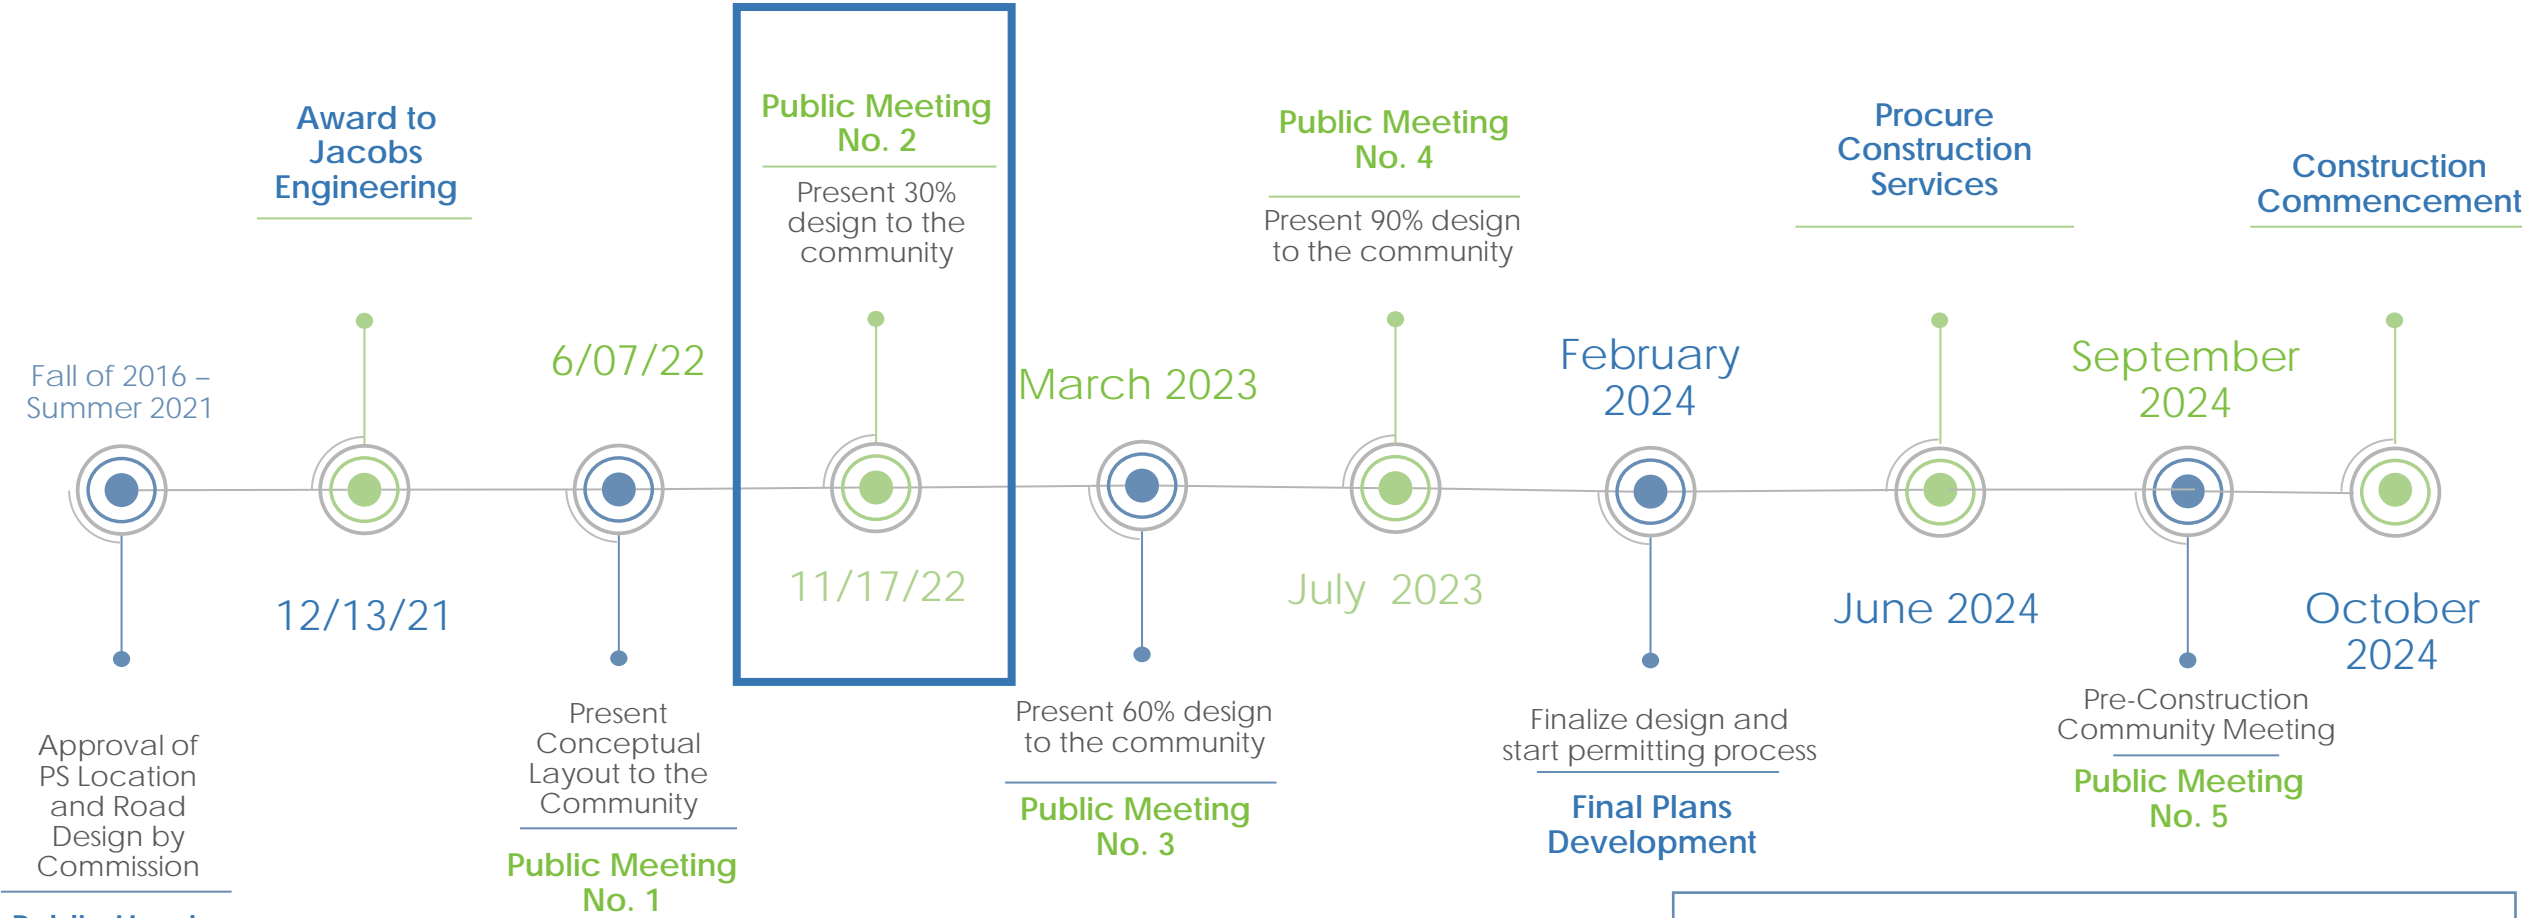 Fall of 2016 –
Summer 2021
Approval of
PS Location
and Road
Design by
Commission
Award to
Jacobs
Engineering
12/13/21
6/07/22
Present
Conceptual
Layout to the
Community
Public Meeting
No. 1
Public Meeting
No. 2
Present 30%
design to the
community
11/17/22
March 2023
Present 60% design
to the community
Public Meeting
No. 3
Public Meeting
No. 4
Present 90% design
to the community
July 2023
February
2024
Finalize design and
start permitting process
Final Plans
Development
Procure
Construction
Services
June 2024
September
2024
Pre-Construction
Community Meeting
Public Meeting
No. 5
Construction
Commencement
October
2024